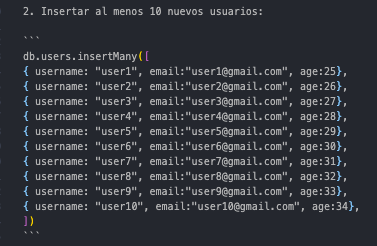 2. Insertar al menos 10 nuevos usuarios:
```
db.users.insertMany([
{ username: "user1", email:"user1@gmail.com", age:25},
{ username: "user2", email:"user2@gmail.com", age:26},
{ username: "user3", email:"user3@gmail.com", age:27},
{ username: "user4", email:"user4@gmail.com", age:28},
{ username: "user5", email:"user5@gmail.com", age:29},
{ username: "user6", email:"user6@gmail.com", age:30},
{ username: "user7", email:"user7@gmail.com", age:31},
{ username: "user8", email:"user8@gmail.com", age:32},
{ username: "user9", email:"user9@gmail.com", age:33},
{ username: "user10", email:"user10@gmail.com", age:34},
])
```